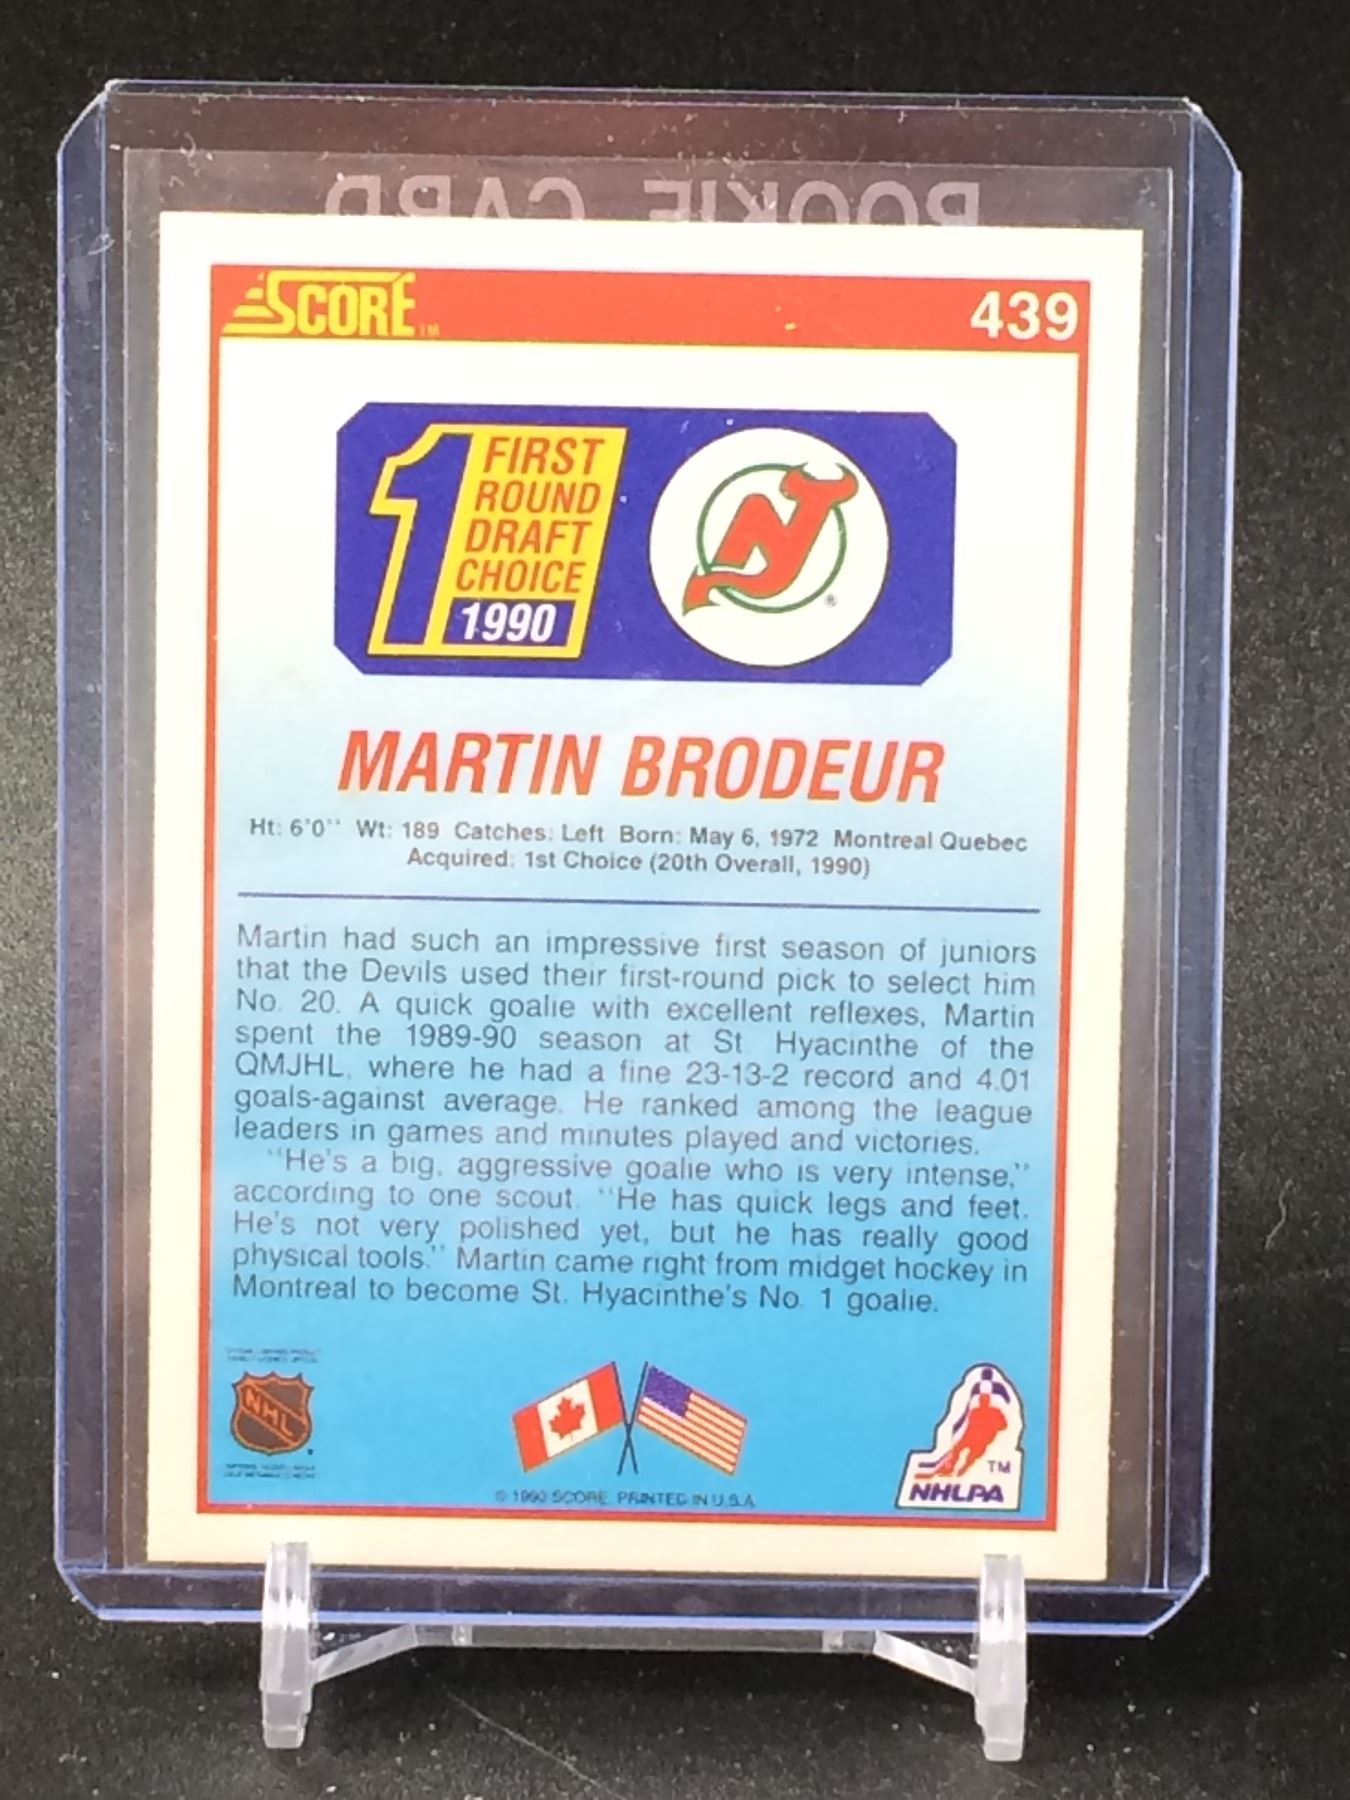 ROOKIE CARD
SCORE TM
439
1 FIRST
ROUND
DRAFT
CHOICE
1990
NJ ®
MARTIN BRODEUR
Ht: 6'0'' Wt: 189 Catches: Left Born: May 6, 1972 Montreal Quebec
Acquired: 1st Choice (20th Overall, 1990)
Martin had such an impressive first season of juniors
that the Devils used their first-round pick to select him
No. 20. A quick goalie with excellent reflexes, Martin
spent the 1989-90 season at St. Hyacinthe of the
QMJHL, where he had a fine 23-13-2 record and 4.01
goals-against average. He ranked among the league
leaders in games and minutes played and victories.
''He's a big, aggressive goalie who is very intense,''
according to one scout. ''He has quick legs and feet.
He's not very polished yet, but he has really good
physical tools.'' Martin came right from midget hockey in
Montreal to become St. Hyacinthe's No. 1 goalie.
NHL
© 1990 SCORE, PRINTED IN U.S.A.
TM
NHLPA